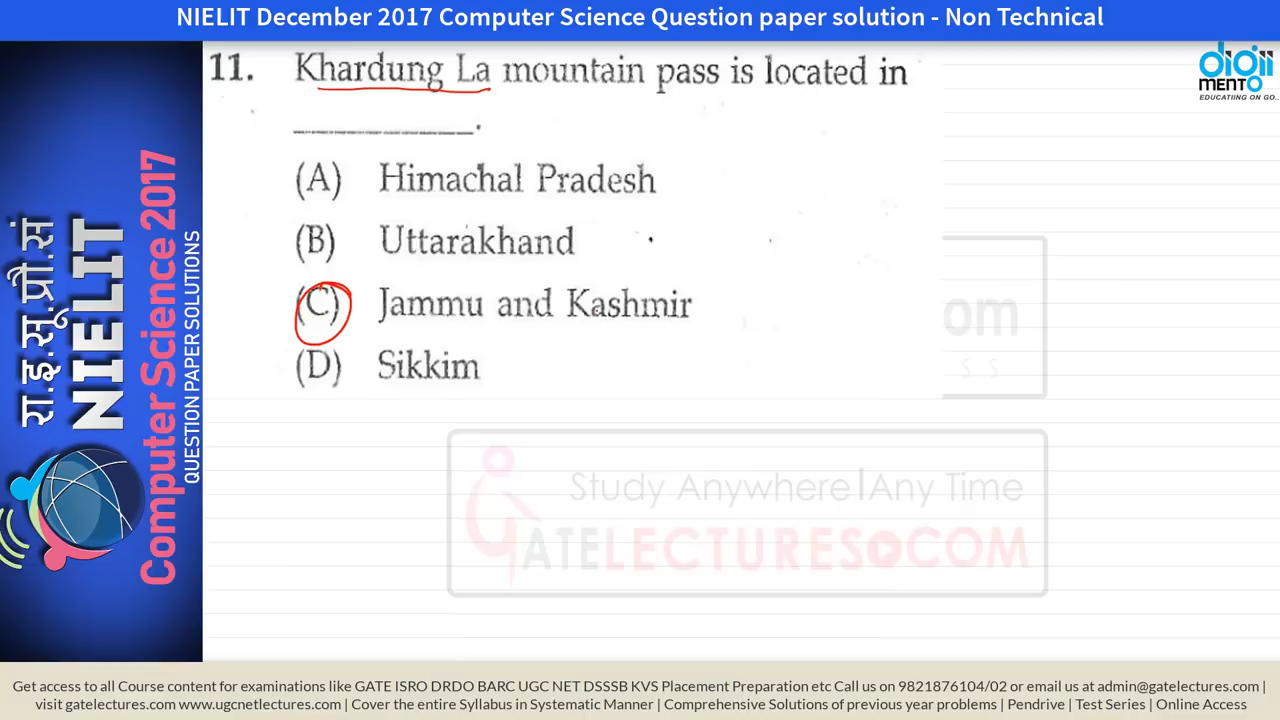 NIELIT December 2017 Computer Science Question paper solution - Non Technical
digii
MENTO
EDUCATIING ON GO..
रा.इ.सू.प्रौ.सं
NIELIT
Computer Science 2017
QUESTION PAPER SOLUTIONS
11. Khardung La mountain pass is located in
____________.
(A) Himachal Pradesh
(B) Uttarakhand
(C) Jammu and Kashmir
(D) Sikkim
om
S S
Study Anywhere Any Time
GATELECTURES.COM
Get access to all Course content for examinations like GATE ISRO DRDO BARC UGC NET DSSSB KVS Placement Preparation etc Call us on 9821876104/02 or email us at admin@gatelectures.com |
visit gatelectures.com www.ugcnetlectures.com | Cover the entire Syllabus in Systematic Manner | Comprehensive Solutions of previous year problems | Pendrive | Test Series | Online Access